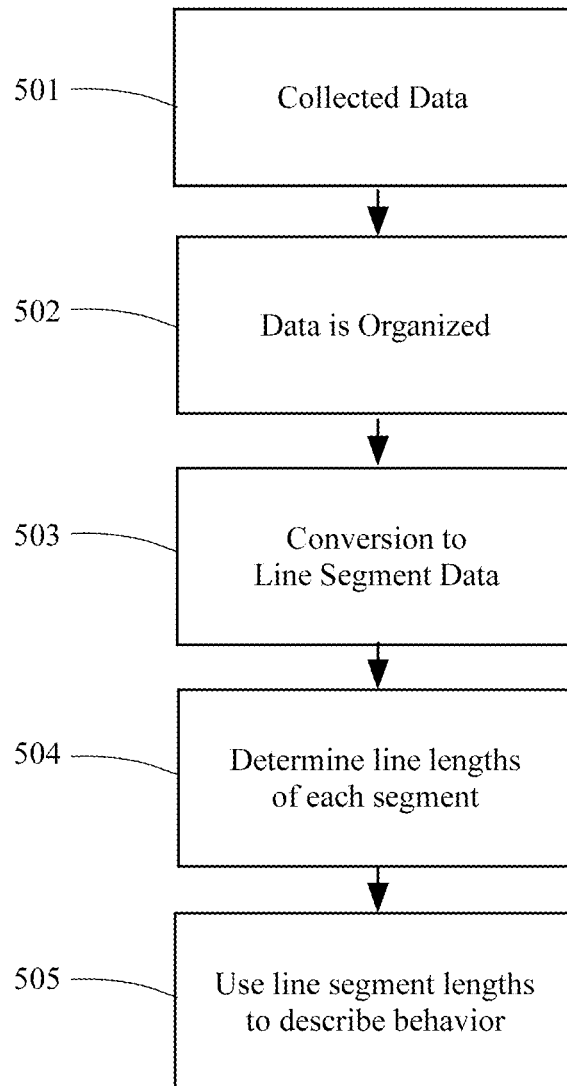 501
Collected Data
502
Data is Organized
503
Conversion to
Line Segment Data
504
Determine line lengths
of each segment
505
Use line segment lengths
to describe behavior